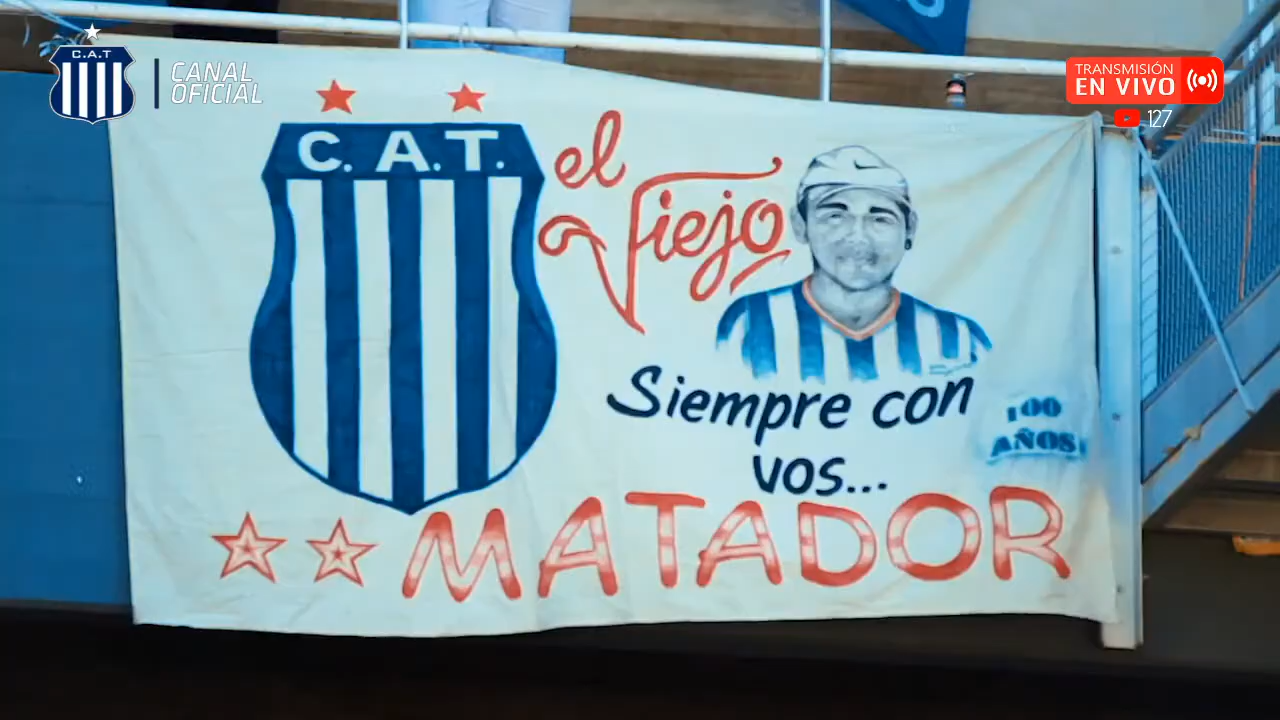 C.A.T
CANAL
OFICIAL
TRANSMISIÓN
EN VIVO
127
C. A. T.
el
Viejo
Siempre con
vos...
100
AÑOS
MATADOR